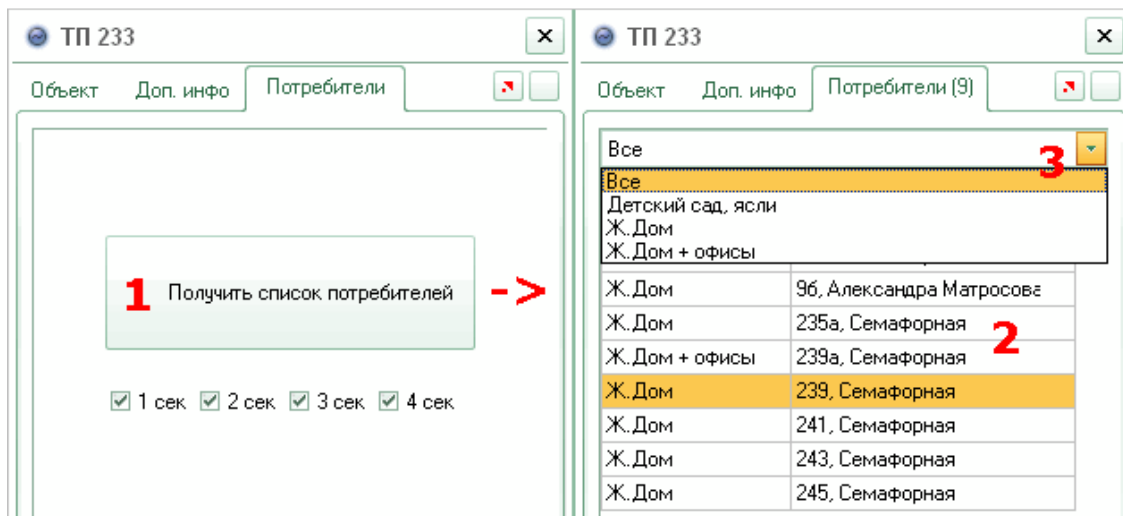 ТП 233
Объект Доп. инфо Потребители
1 Получить список потребителей
->
1 сек 2 сек 3 сек 4 сек
ТП 233
Объект Доп. инфо Потребители (9)
Все
3
Все
Детский сад, ясли
Ж.Дом
Ж.Дом + офисы
Ж.Дом 9б, Александра Матросова
Ж.Дом 235а, Семафорная
2
Ж.Дом + офисы 239а, Семафорная
Ж.Дом 239, Семафорная
Ж.Дом 241, Семафорная
Ж.Дом 243, Семафорная
Ж.Дом 245, Семафорная